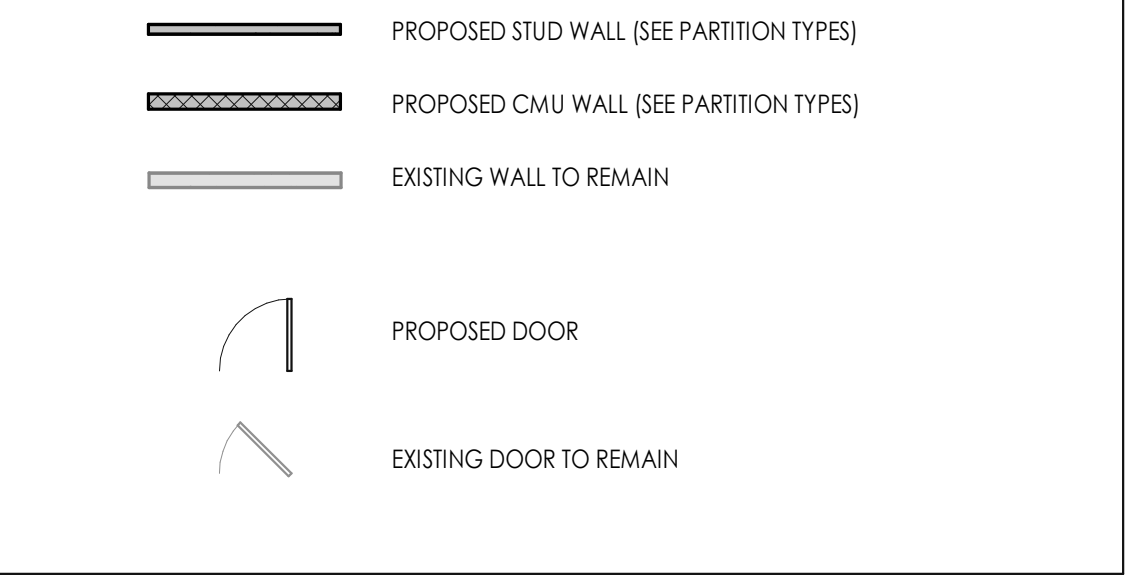 PROPOSED STUD WALL (SEE PARTITION TYPES)
PROPOSED CMU WALL (SEE PARTITION TYPES)
EXISTING WALL TO REMAIN
PROPOSED DOOR
EXISTING DOOR TO REMAIN